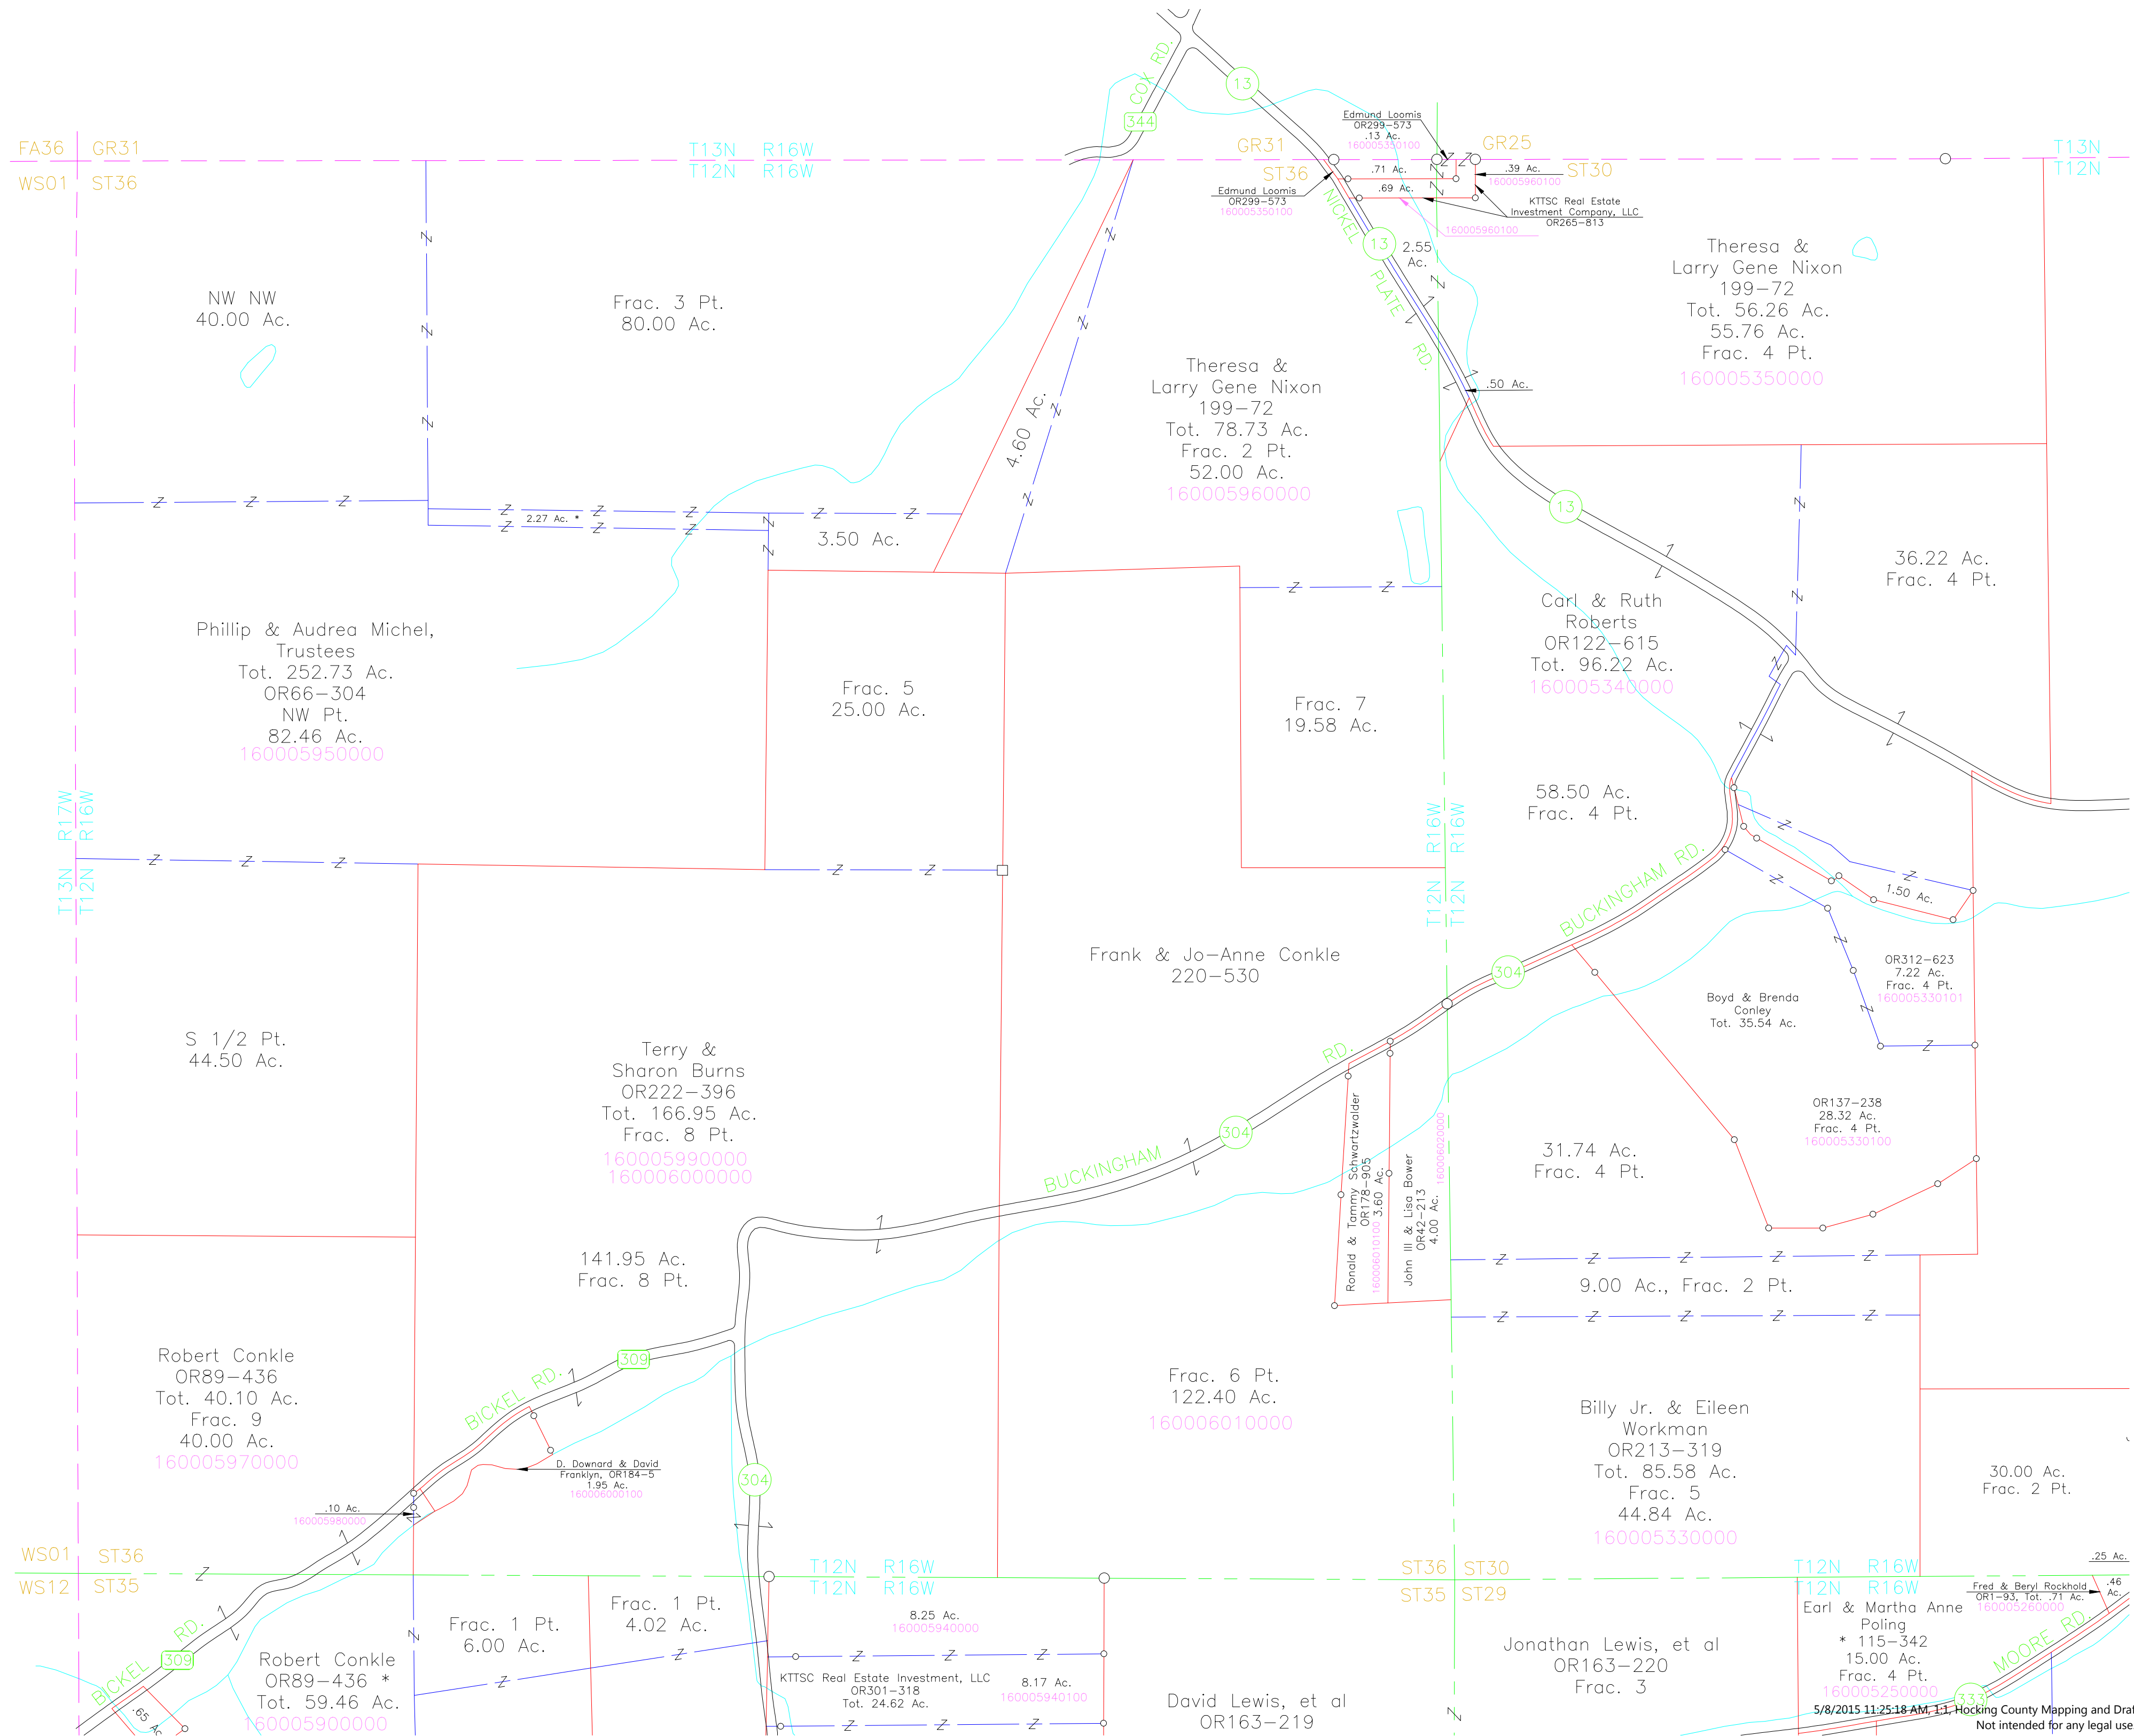 COX RD.
344
13
FA36 GR31
WS01 ST36
T13N R16W
T12N R16W
GR31
ST36
Edmund Loomis
OR299-573
.13 Ac.
160005350100
GR25
ST30
T13N
T12N
.71 Ac.
.39 Ac.
160005960100
Edmund Loomis
OR299-573
160005350100
.69 Ac.
KTTSC Real Estate
Investment Company, LLC
OR265-813
160005960100
NICKEL PLATE RD.
13
2.55
Ac.
.50 Ac.
Theresa &
Larry Gene Nixon
199-72
Tot. 56.26 Ac.
55.76 Ac.
Frac. 4 Pt.
160005350000
NW NW
40.00 Ac.
Frac. 3 Pt.
80.00 Ac.
4.60 Ac.
Theresa &
Larry Gene Nixon
199-72
Tot. 78.73 Ac.
Frac. 2 Pt.
52.00 Ac.
160005960000
2.27 Ac. *
3.50 Ac.
13
36.22 Ac.
Frac. 4 Pt.
Phillip & Audrea Michel,
Trustees
Tot. 252.73 Ac.
OR66-304
NW Pt.
82.46 Ac.
160005950000
Frac. 5
25.00 Ac.
Frac. 7
19.58 Ac.
Carl & Ruth
Roberts
OR122-615
Tot. 96.22 Ac.
160005340000
58.50 Ac.
Frac. 4 Pt.
T13N R17W
T12N R16W
T12N R16W
T12N R16W
BUCKINGHAM RD.
304
1.50 Ac.
OR312-623
7.22 Ac.
Frac. 4 Pt.
160005330101
Boyd & Brenda
Conley
Tot. 35.54 Ac.
OR137-238
28.32 Ac.
Frac. 4 Pt.
160005330100
Frank & Jo-Anne Conkle
220-530
S 1/2 Pt.
44.50 Ac.
Terry &
Sharon Burns
OR222-396
Tot. 166.95 Ac.
Frac. 8 Pt.
160005990000
160006000000
BUCKINGHAM RD.
304
Ronald & Tammy Schwartzwalder
OR178-905
160006010100 3.60 Ac.
John III & Lisa Bower
OR42-213
4.00 Ac.
160006020000
31.74 Ac.
Frac. 4 Pt.
141.95 Ac.
Frac. 8 Pt.
9.00 Ac., Frac. 2 Pt.
Robert Conkle
OR89-436
Tot. 40.10 Ac.
Frac. 9
40.00 Ac.
160005970000
BICKEL RD.
309
D. Downard & David
Franklyn, OR184-5
1.95 Ac.
160006000100
.10 Ac.
160005980000
304
Frac. 6 Pt.
122.40 Ac.
160006010000
Billy Jr. & Eileen
Workman
OR213-319
Tot. 85.58 Ac.
Frac. 5
44.84 Ac.
160005330000
30.00 Ac.
Frac. 2 Pt.
WS01 ST36
WS12 ST35
T12N R16W
T12N R16W
ST36 ST30
ST35 ST29
T12N R16W
T12N R16W
.25 Ac.
Fred & Beryl Rockhold
OR1-93, Tot. .71 Ac.
160005260000
.46
Ac.
BICKEL RD.
309
.65 Ac
Robert Conkle
OR89-436 *
Tot. 59.46 Ac.
160005900000
Frac. 1 Pt.
6.00 Ac.
Frac. 1 Pt.
4.02 Ac.
8.25 Ac.
160005940000
KTTSC Real Estate Investment, LLC
OR301-318
Tot. 24.62 Ac.
8.17 Ac.
160005940100
David Lewis, et al
OR163-219
Jonathan Lewis, et al
OR163-220
Frac. 3
Earl & Martha Anne
Poling
* 115-342
15.00 Ac.
Frac. 4 Pt.
160005250000
MOORE RD.
333
5/8/2015 11:25:18 AM, 1:1, Hocking County Mapping and Draf
Not intended for any legal use